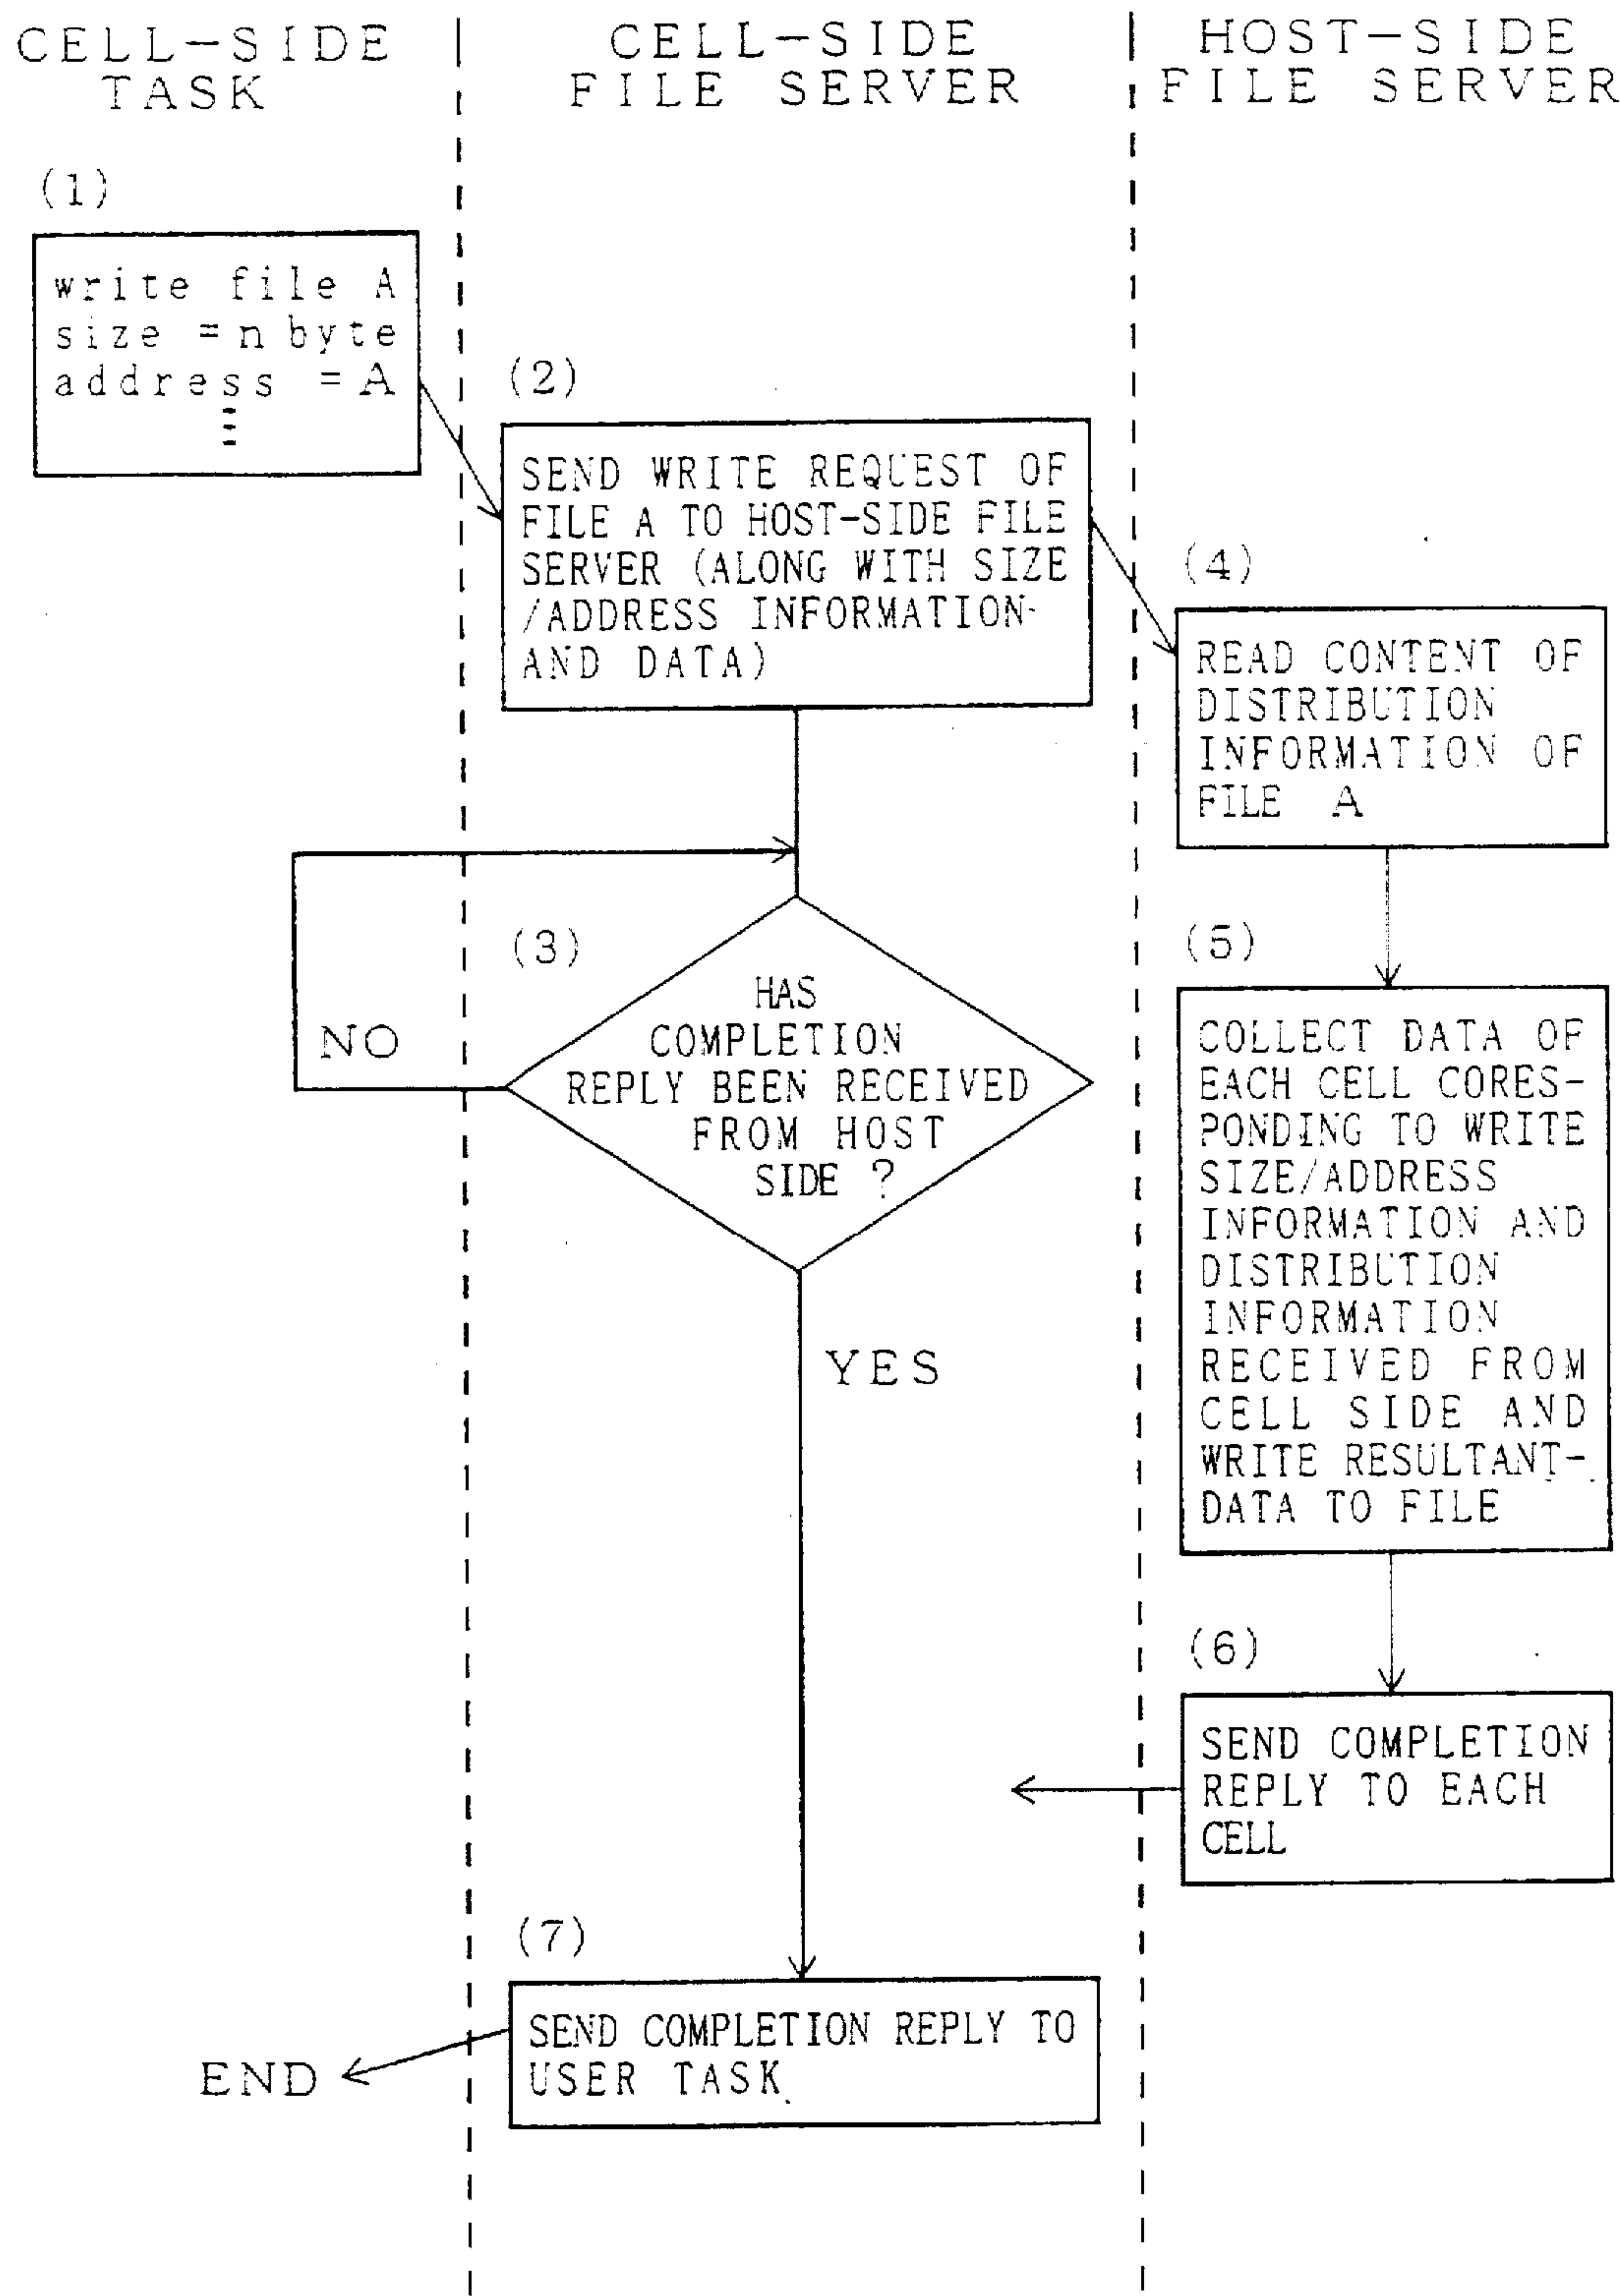 CELL-SIDE
TASK
CELL-SIDE
FILE SERVER
HOST-SIDE
FILE SERVER
(1)
write file A
size = n byte
address = A
(2)
SEND WRITE REQUEST OF
FILE A TO HOST-SIDE FILE
SERVER (ALONG WITH SIZE
/ADDRESS INFORMATION
AND DATA)
(4)
READ CONTENT OF
DISTRIBUTION
INFORMATION OF
FILE A
(3)
HAS
COMPLETION
REPLY BEEN RECEIVED
FROM HOST
SIDE ?
NO
YES
(5)
COLLECT DATA OF
EACH CELL CORES-
PONDING TO WRITE
SIZE/ADDRESS
INFORMATION AND
DISTRIBUTION
INFORMATION
RECEIVED FROM
CELL SIDE AND
WRITE RESULTANT-
DATA TO FILE
(6)
SEND COMPLETION
REPLY TO EACH
CELL
(7)
SEND COMPLETION REPLY TO
USER TASK
END